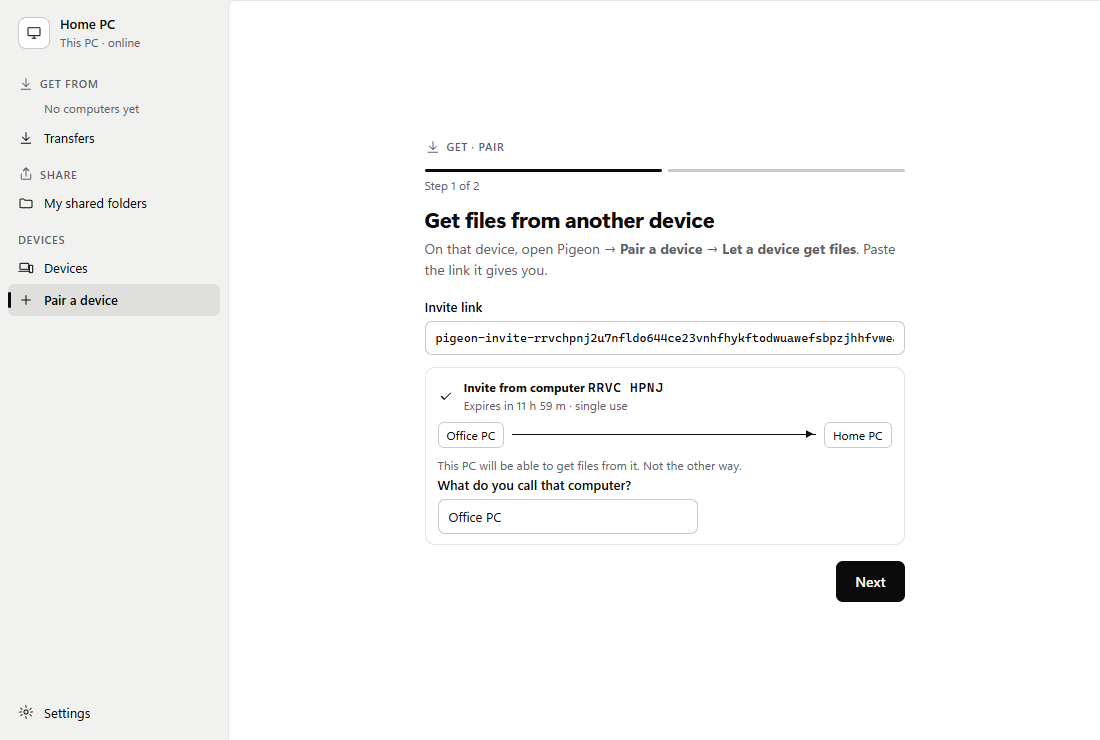 Home PC
This PC · online
GET FROM
No computers yet
Transfers
SHARE
My shared folders
DEVICES
Devices
Pair a device
Settings
GET · PAIR
Step 1 of 2
Get files from another device
On that device, open Pigeon → Pair a device → Let a device get files. Paste
the link it gives you.
Invite link
pigeon-invite-rrvchpnj2u7nfldo644ce23vnhfhykftodwuawefsbpzjhhfvwe
Invite from computer RRVC HPNJ
Expires in 11 h 59 m · single use
Office PC
Home PC
This PC will be able to get files from it. Not the other way.
What do you call that computer?
Office PC
Next